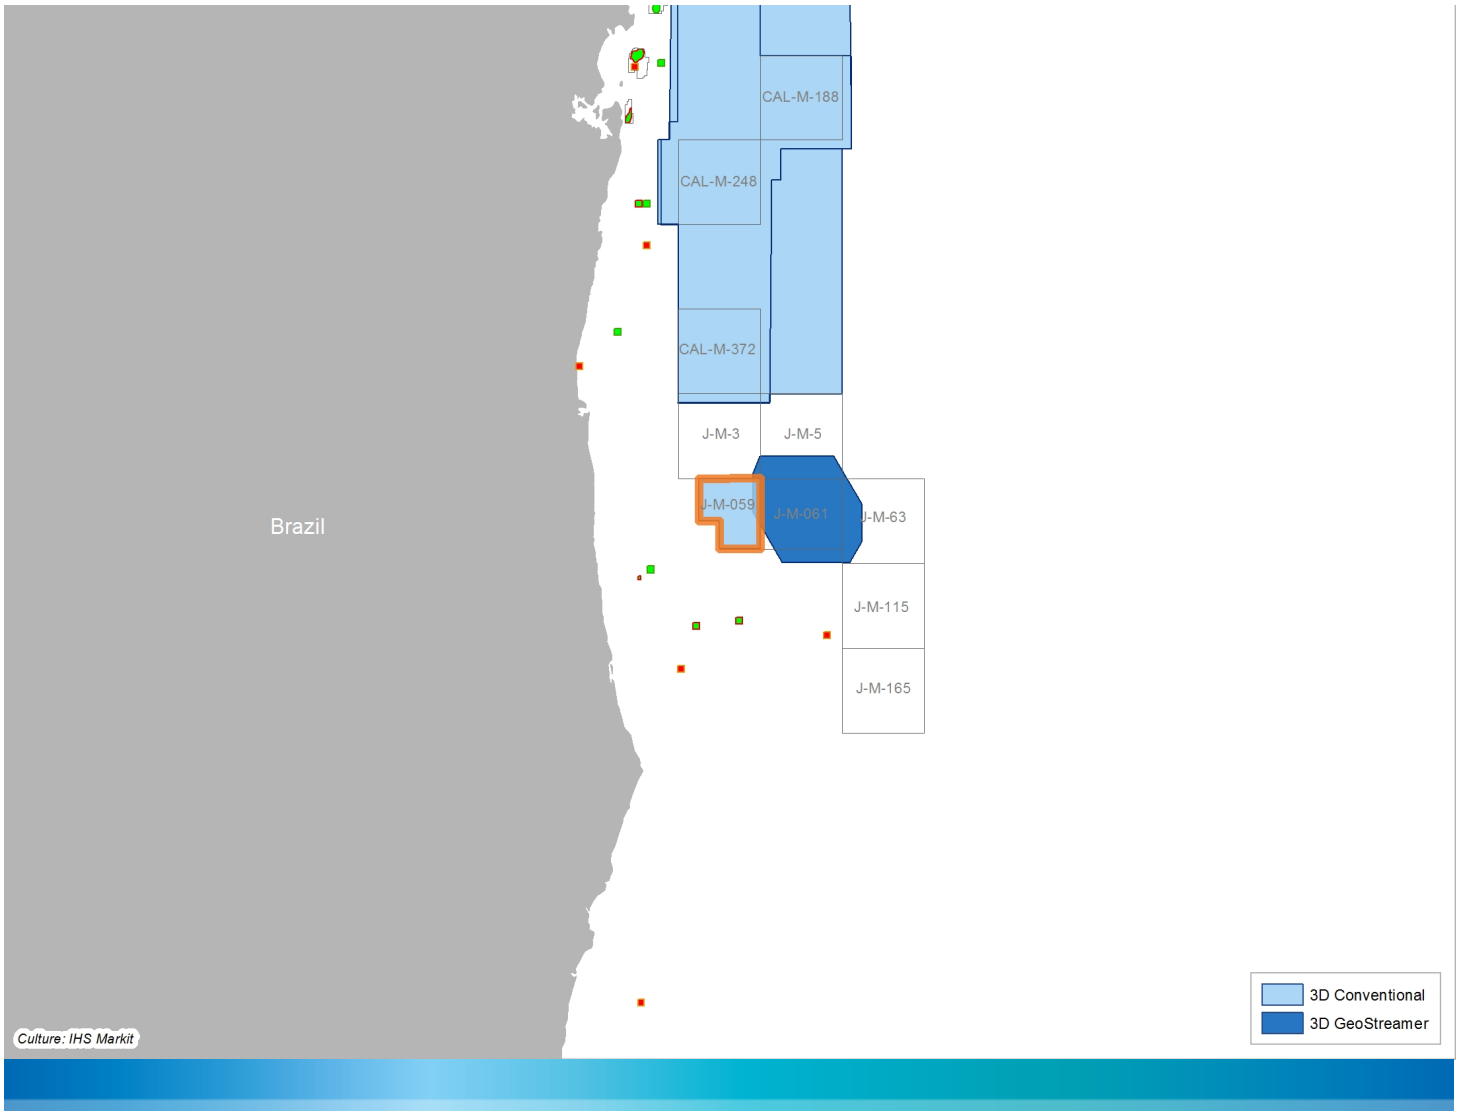 CAL-M-188
CAL-M-248
CAL-M-372
J-M-3
J-M-5
J-M-059
J-M-061
J-M-63
Brazil
J-M-115
J-M-165
3D Conventional
3D GeoStreamer
Culture: IHS Markit